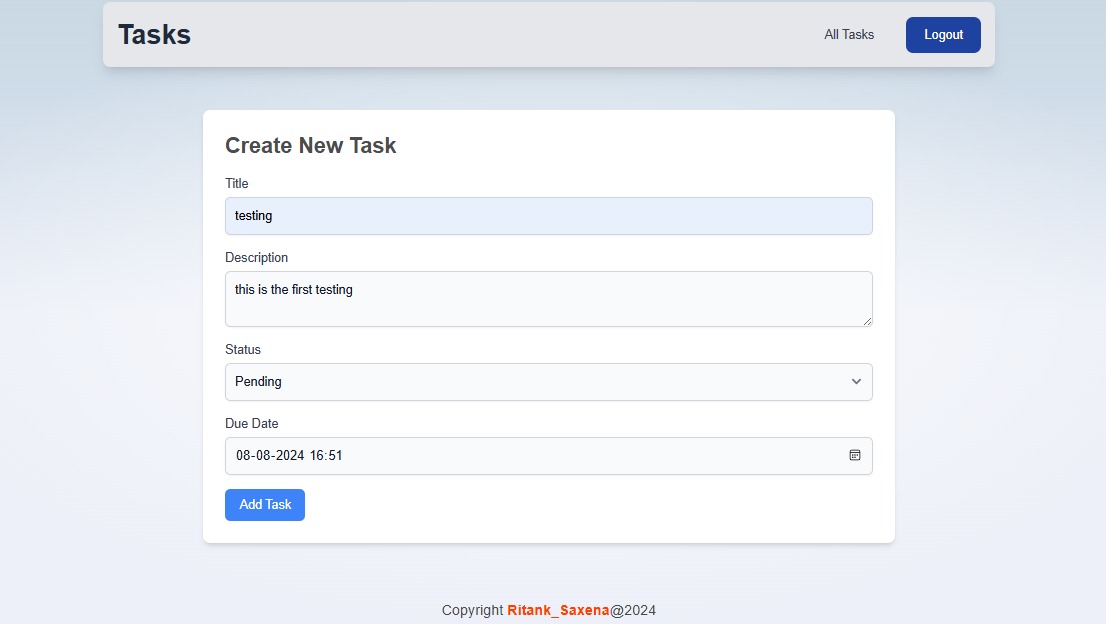 Tasks
All Tasks
Logout
Create New Task
Title
testing
Description
this is the first testing
Status
Pending
Due Date
08-08-2024 16:51
Add Task
Copyright Ritank_Saxena@2024